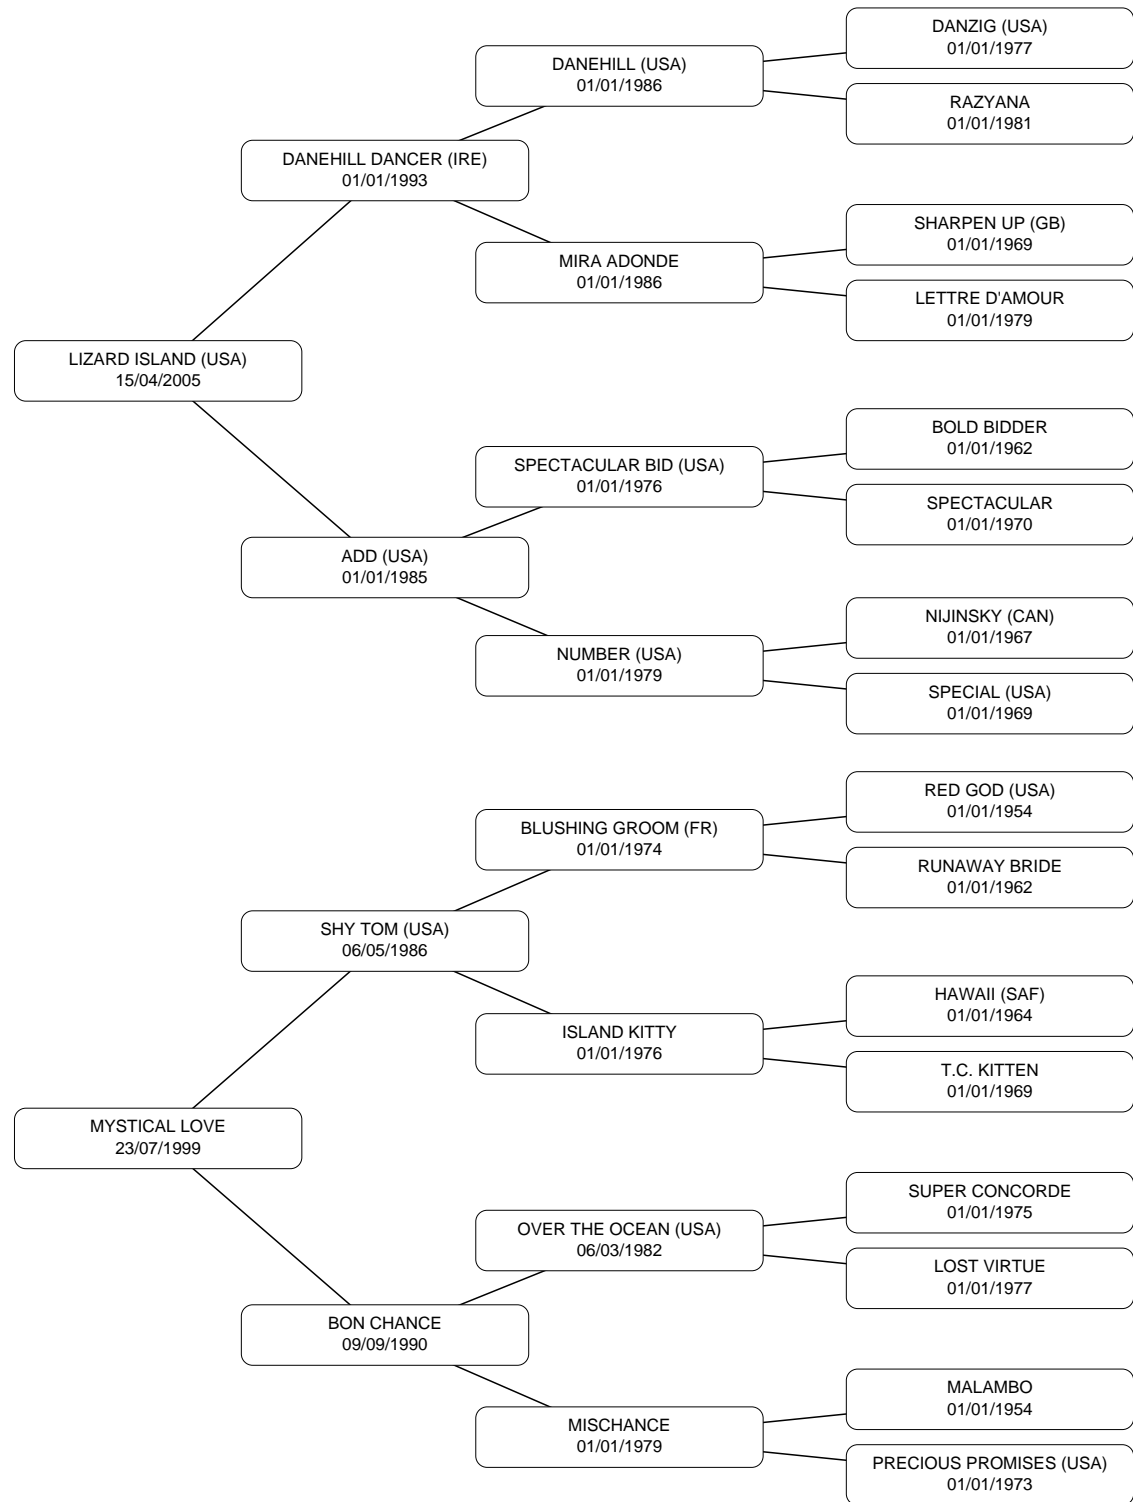 DANZIG (USA)
01/01/1977
DANEHILL (USA)
01/01/1986
RAZYANA
01/01/1981
DANEHILL DANCER (IRE)
01/01/1993
SHARPEN UP (GB)
01/01/1969
MIRA ADONDE
01/01/1986
LETTRE D'AMOUR
01/01/1979
LIZARD ISLAND (USA)
15/04/2005
BOLD BIDDER
01/01/1962
SPECTACULAR BID (USA)
01/01/1976
SPECTACULAR
01/01/1970
ADD (USA)
01/01/1985
NIJINSKY (CAN)
01/01/1967
NUMBER (USA)
01/01/1979
SPECIAL (USA)
01/01/1969
RED GOD (USA)
01/01/1954
BLUSHING GROOM (FR)
01/01/1974
RUNAWAY BRIDE
01/01/1962
SHY TOM (USA)
06/05/1986
HAWAII (SAF)
01/01/1964
ISLAND KITTY
01/01/1976
T.C. KITTEN
01/01/1969
MYSTICAL LOVE
23/07/1999
SUPER CONCORDE
01/01/1975
OVER THE OCEAN (USA)
06/03/1982
LOST VIRTUE
01/01/1977
BON CHANCE
09/09/1990
MALAMBO
01/01/1954
MISCHANCE
01/01/1979
PRECIOUS PROMISES (USA)
01/01/1973